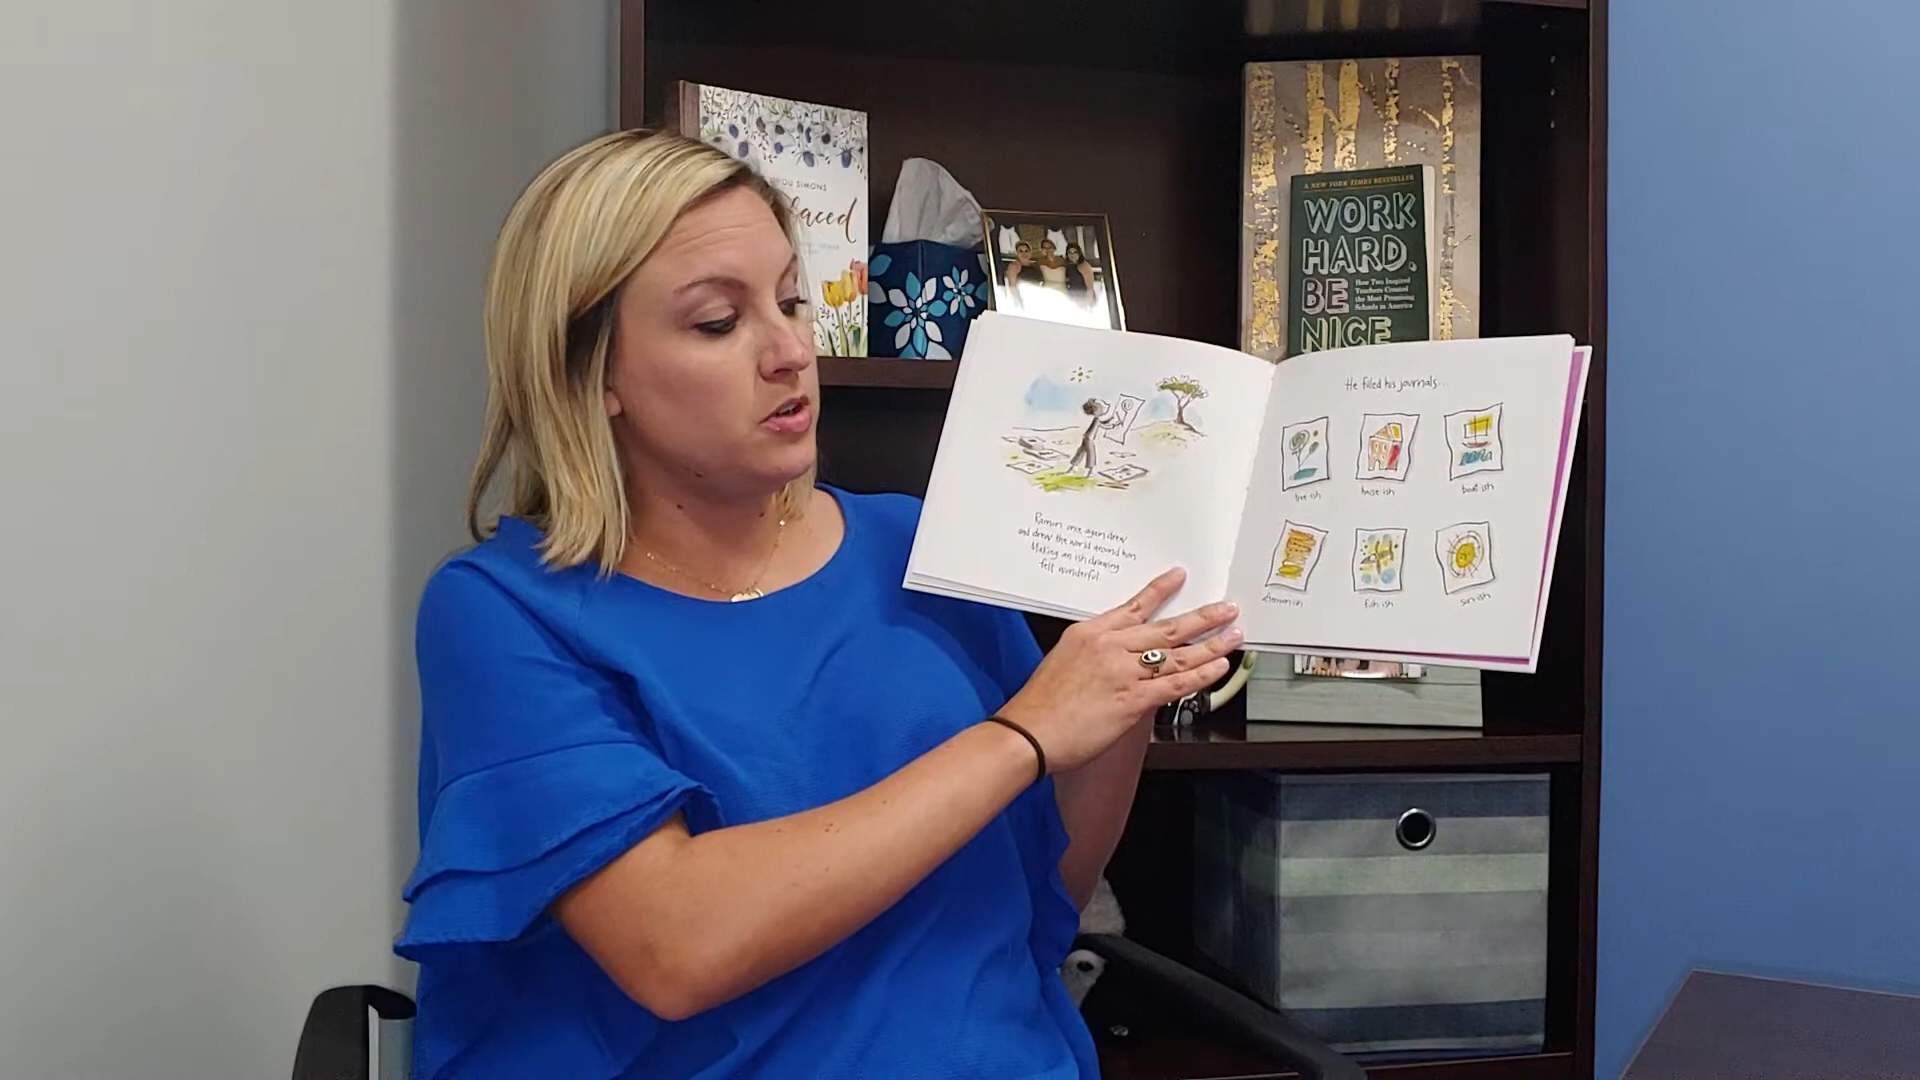 SIMONS
aced
A NEW YORK TIMES BESTSELLER
WORK
HARD.
BE
NICE
How Two Inspired
Teachers Created
the Most Promising
Schools in America
Ramon once again drew
and drew the world around him.
Making an ish drawing
felt wonderful.
He filled his journals...
tree-ish
house-ish
boat-ish
afternoon-ish
fish-ish
sun-ish